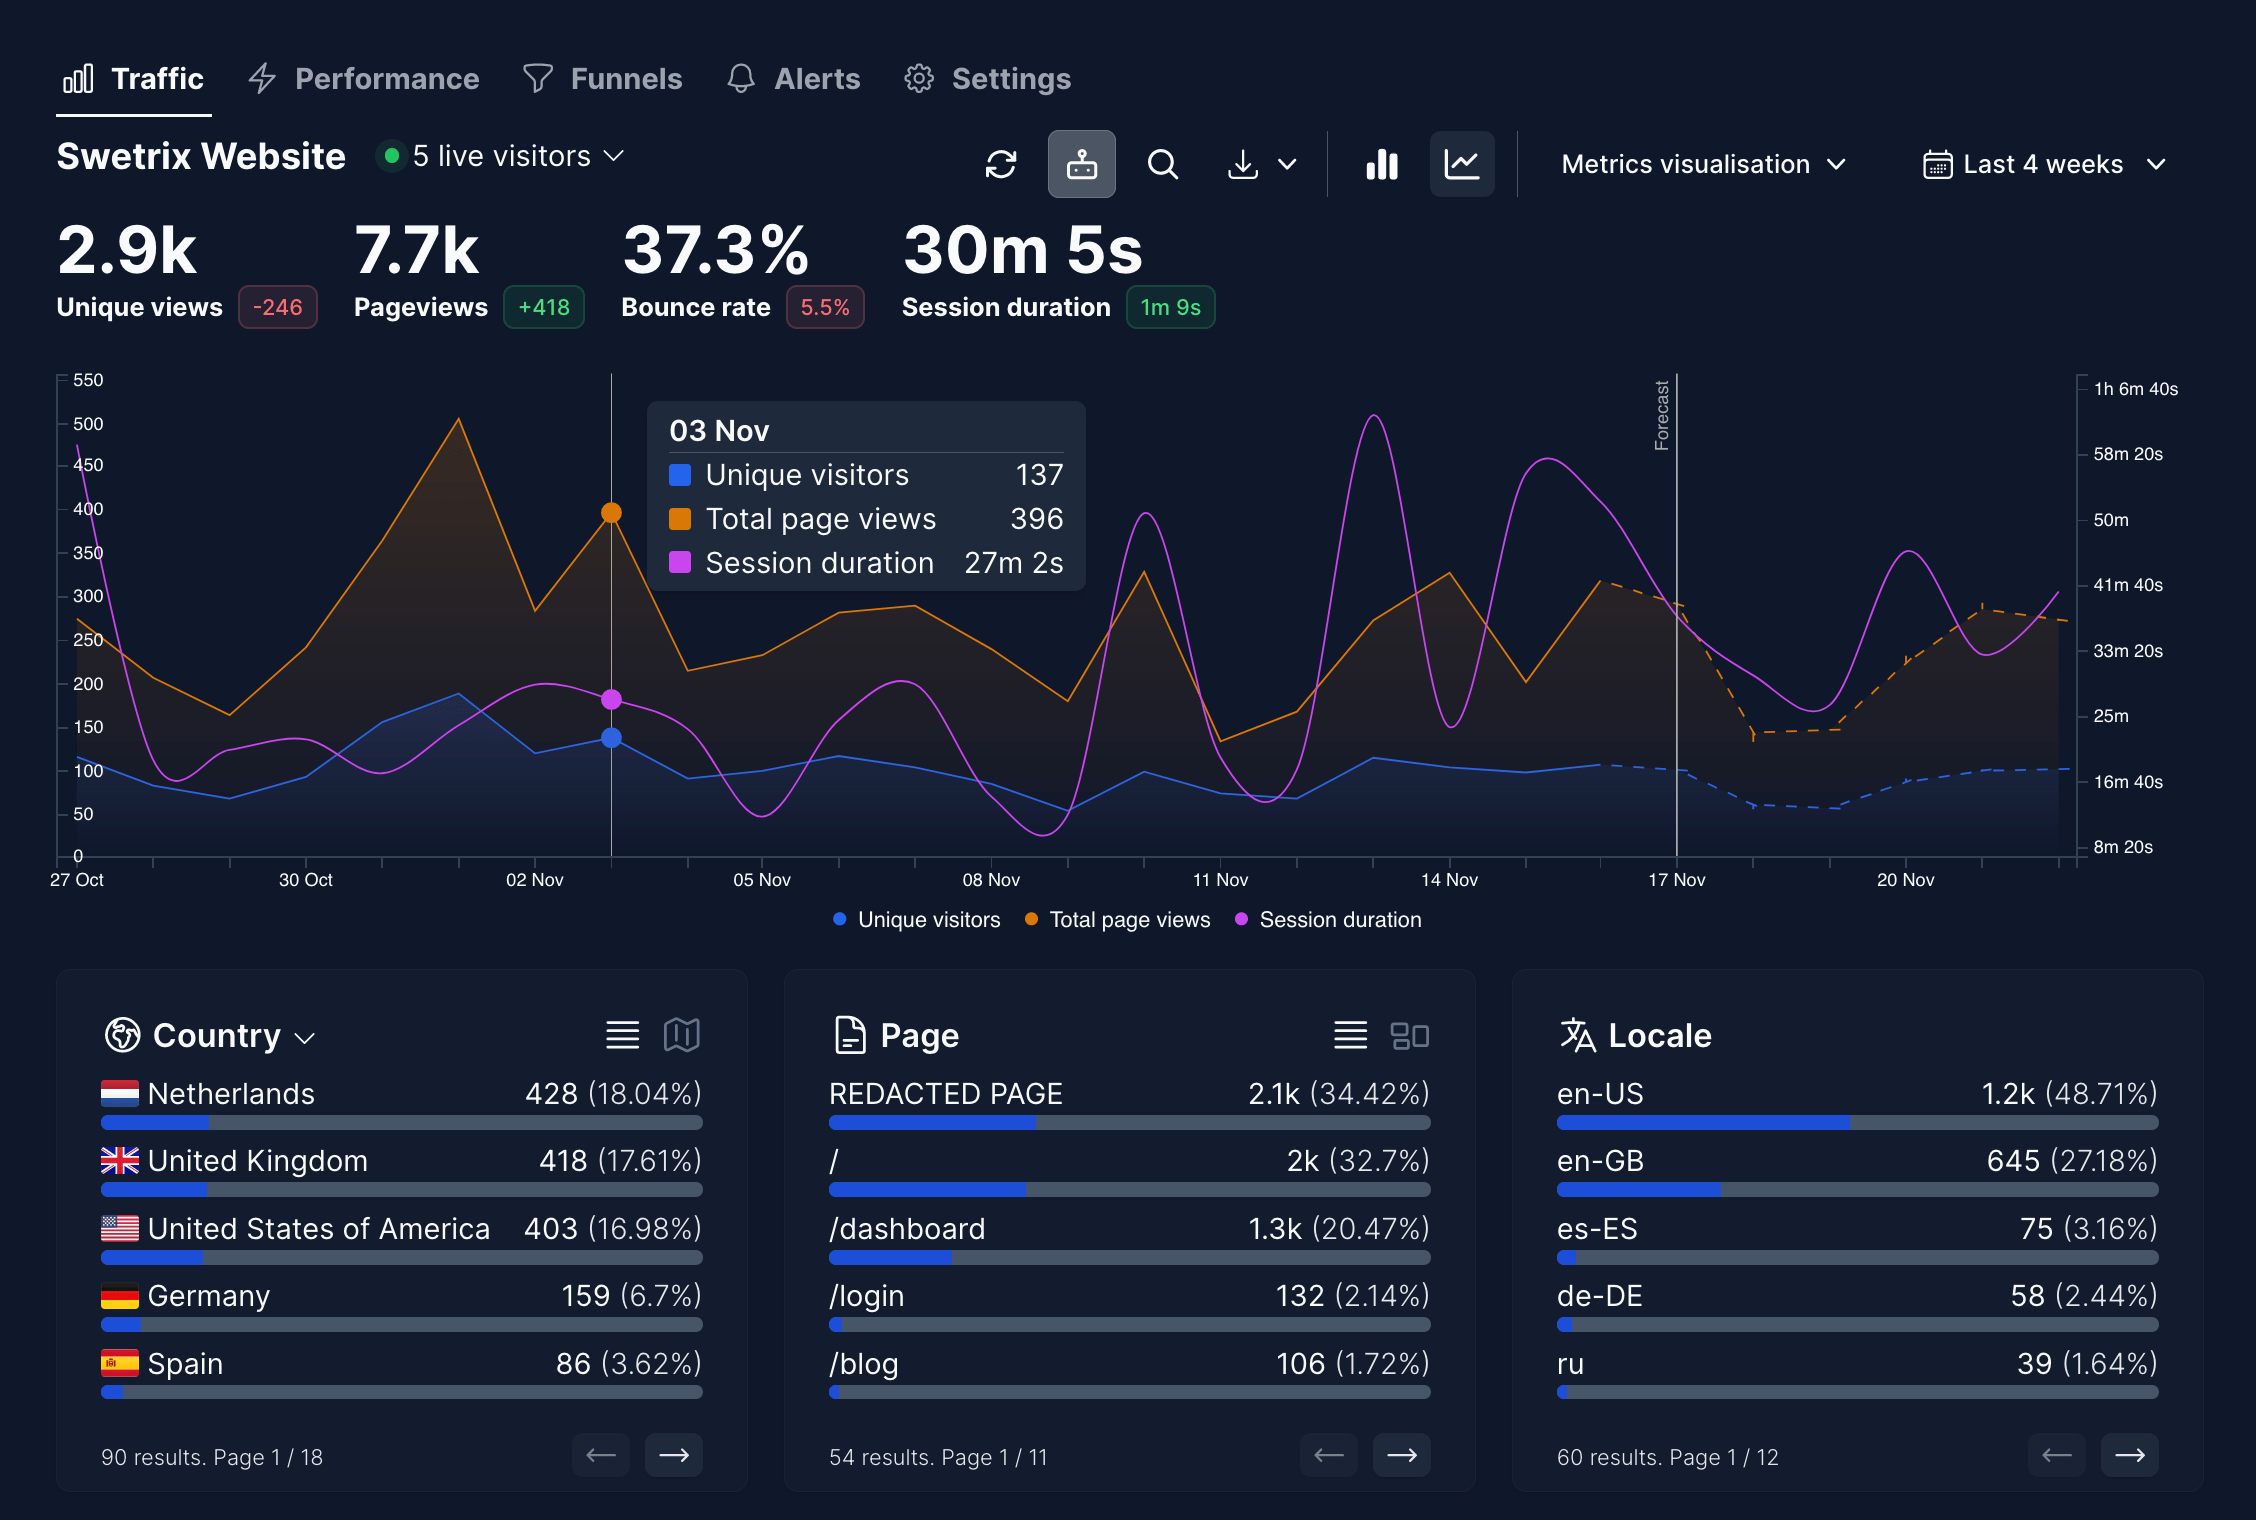 Traffic Performance Funnels Alerts Settings
Swetrix Website 5 live visitors
Metrics visualisation Last 4 weeks
2.9k 7.7k 37.3% 30m 5s
Unique views -246 Pageviews +418 Bounce rate 5.5% Session duration 1m 9s
550
500
450
400
350
300
250
200
150
100
50
0
03 Nov
Unique visitors 137
Total page views 396
Session duration 27m 2s
Forecast
1h 6m 40s
58m 20s
50m
41m 40s
33m 20s
25m
16m 40s
8m 20s
27 Oct 30 Oct 02 Nov 05 Nov 08 Nov 11 Nov 14 Nov 17 Nov 20 Nov
Unique visitors Total page views Session duration
Country
Netherlands 428 (18.04%)
United Kingdom 418 (17.61%)
United States of America 403 (16.98%)
Germany 159 (6.7%)
Spain 86 (3.62%)
90 results. Page 1 / 18
Page
REDACTED PAGE 2.1k (34.42%)
/ 2k (32.7%)
/dashboard 1.3k (20.47%)
/login 132 (2.14%)
/blog 106 (1.72%)
54 results. Page 1 / 11
Locale
en-US 1.2k (48.71%)
en-GB 645 (27.18%)
es-ES 75 (3.16%)
de-DE 58 (2.44%)
ru 39 (1.64%)
60 results. Page 1 / 12